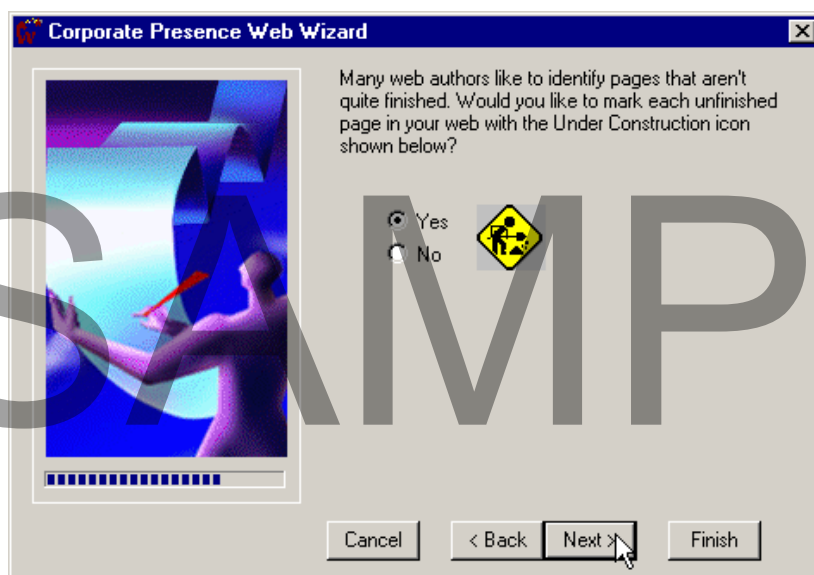 Corporate Presence Web Wizard
Many web authors like to identify pages that aren't
quite finished. Would you like to mark each unfinished
page in your web with the Under Construction icon
shown below?
Yes
No
SAMP
Cancel
< Back
Next >
Finish